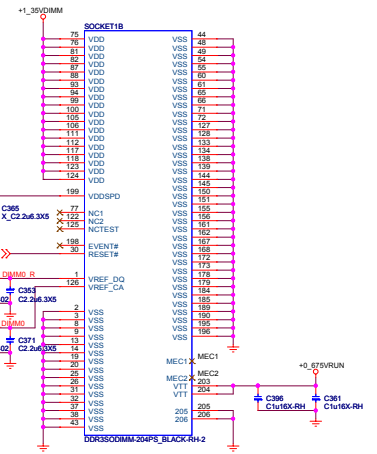 +1_35VDIMM
SOCKET1B
75 VDD VSS 44
76 VDD VSS 48
81 VDD VSS 49
82 VDD VSS 54
87 VDD VSS 55
88 VDD VSS 60
93 VDD VSS 61
94 VDD VSS 65
99 VDD VSS 66
100 VDD VSS 71
105 VDD VSS 72
106 VDD VSS 127
111 VDD VSS 128
112 VDD VSS 133
117 VDD VSS 134
118 VDD VSS 138
123 VDD VSS 139
124 VDD VSS 144
VSS 145
199 VDDSPD VSS 150
VSS 151
C365 77 NC1 VSS 155
X_C2.2u6.3X5 122 NC2 VSS 156
125 NCTEST VSS 161
VSS 162
198 EVENT# VSS 167
30 RESET# VSS 168
VSS 172
VSS 173
DIMM0_R 1 VREF_DQ VSS 178
126 VREF_CA VSS 179
C353 VSS 184
02 C2.2u6.3X5 VSS 185
2 VSS VSS 189
3 VSS VSS 190
DIMM0 8 VSS VSS 195
9 VSS VSS 196
C371 13 VSS
02 C2.2u6.3X5 14 VSS
19 VSS MEC1 MEC1
20 VSS +0_675VRUN
25 VSS MEC2 MEC2
26 VSS VTT 203
31 VSS VTT 204
32 VSS C396 C361
37 VSS 205 205 C1u16X-RH C1u16X-RH
38 VSS 206 206
43 VSS
DDR3SODIMM-204PS_BLACK-RH-2